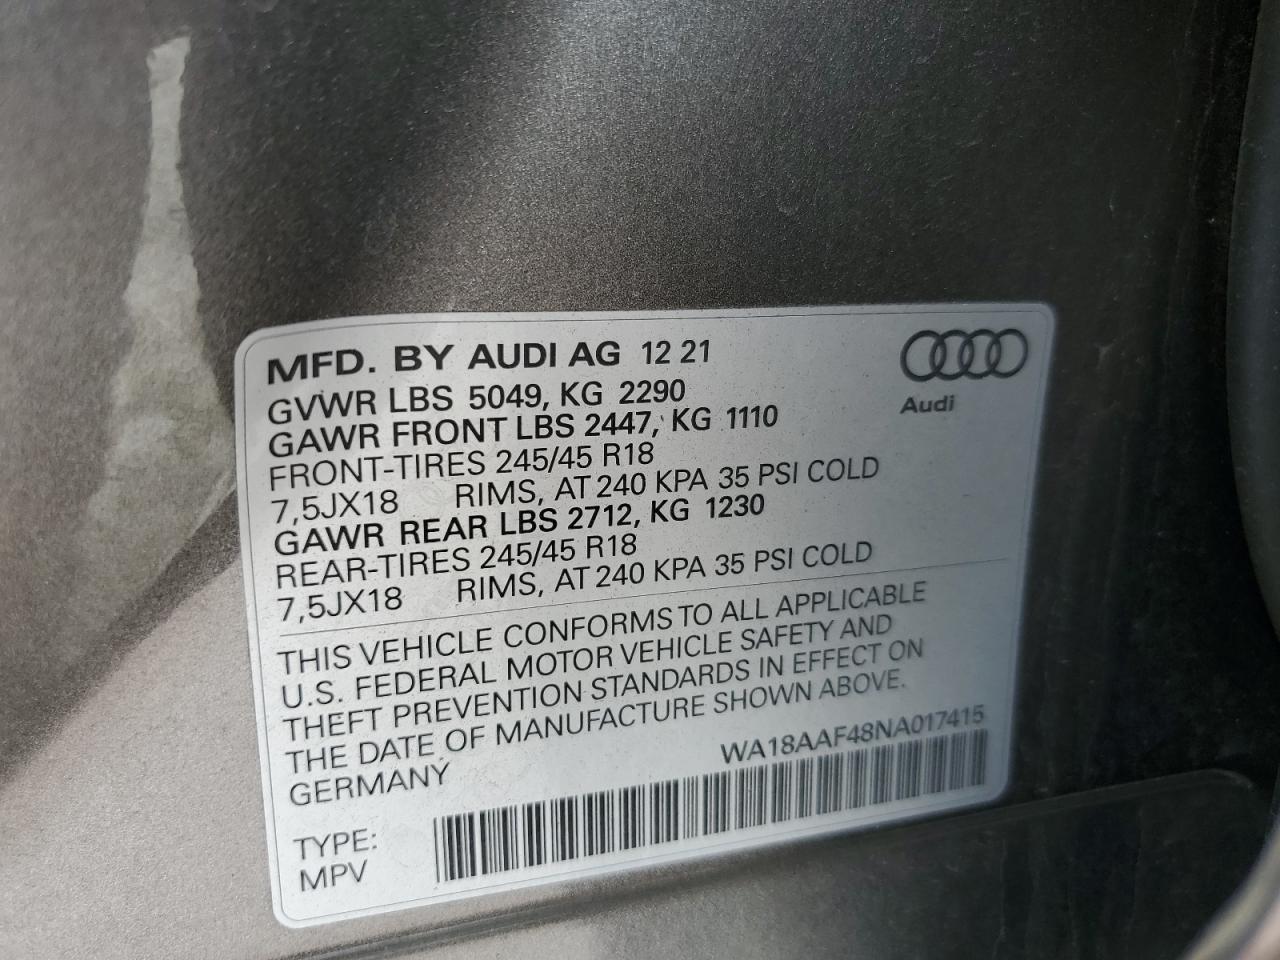 MFD. BY AUDI AG 12 21
GVWR LBS 5049, KG 2290
GAWR FRONT LBS 2447, KG 1110
FRONT-TIRES 245/45 R18
7,5JX18 RIMS, AT 240 KPA 35 PSI COLD
GAWR REAR LBS 2712, KG 1230
REAR-TIRES 245/45 R18
7,5JX18 RIMS, AT 240 KPA 35 PSI COLD
Audi
THIS VEHICLE CONFORMS TO ALL APPLICABLE
U.S. FEDERAL MOTOR VEHICLE SAFETY AND
THEFT PREVENTION STANDARDS IN EFFECT ON
THE DATE OF MANUFACTURE SHOWN ABOVE.
GERMANY
WA18AAF48NA017415
TYPE:
MPV